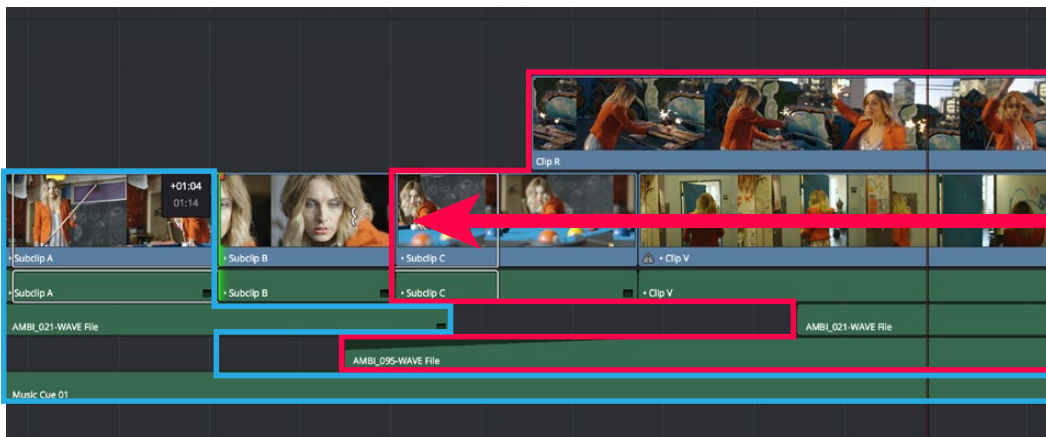 Clip R
+01:04
01:14
• Subclip A
• Subclip B
• Subclip C
• Clip V
Subclip A
• Subclip B
• Subclip C
• Clip V
AMBI_021-WAVE File
AMBI_021-WAVE File
AMBI_095-WAVE File
Music Cue 01